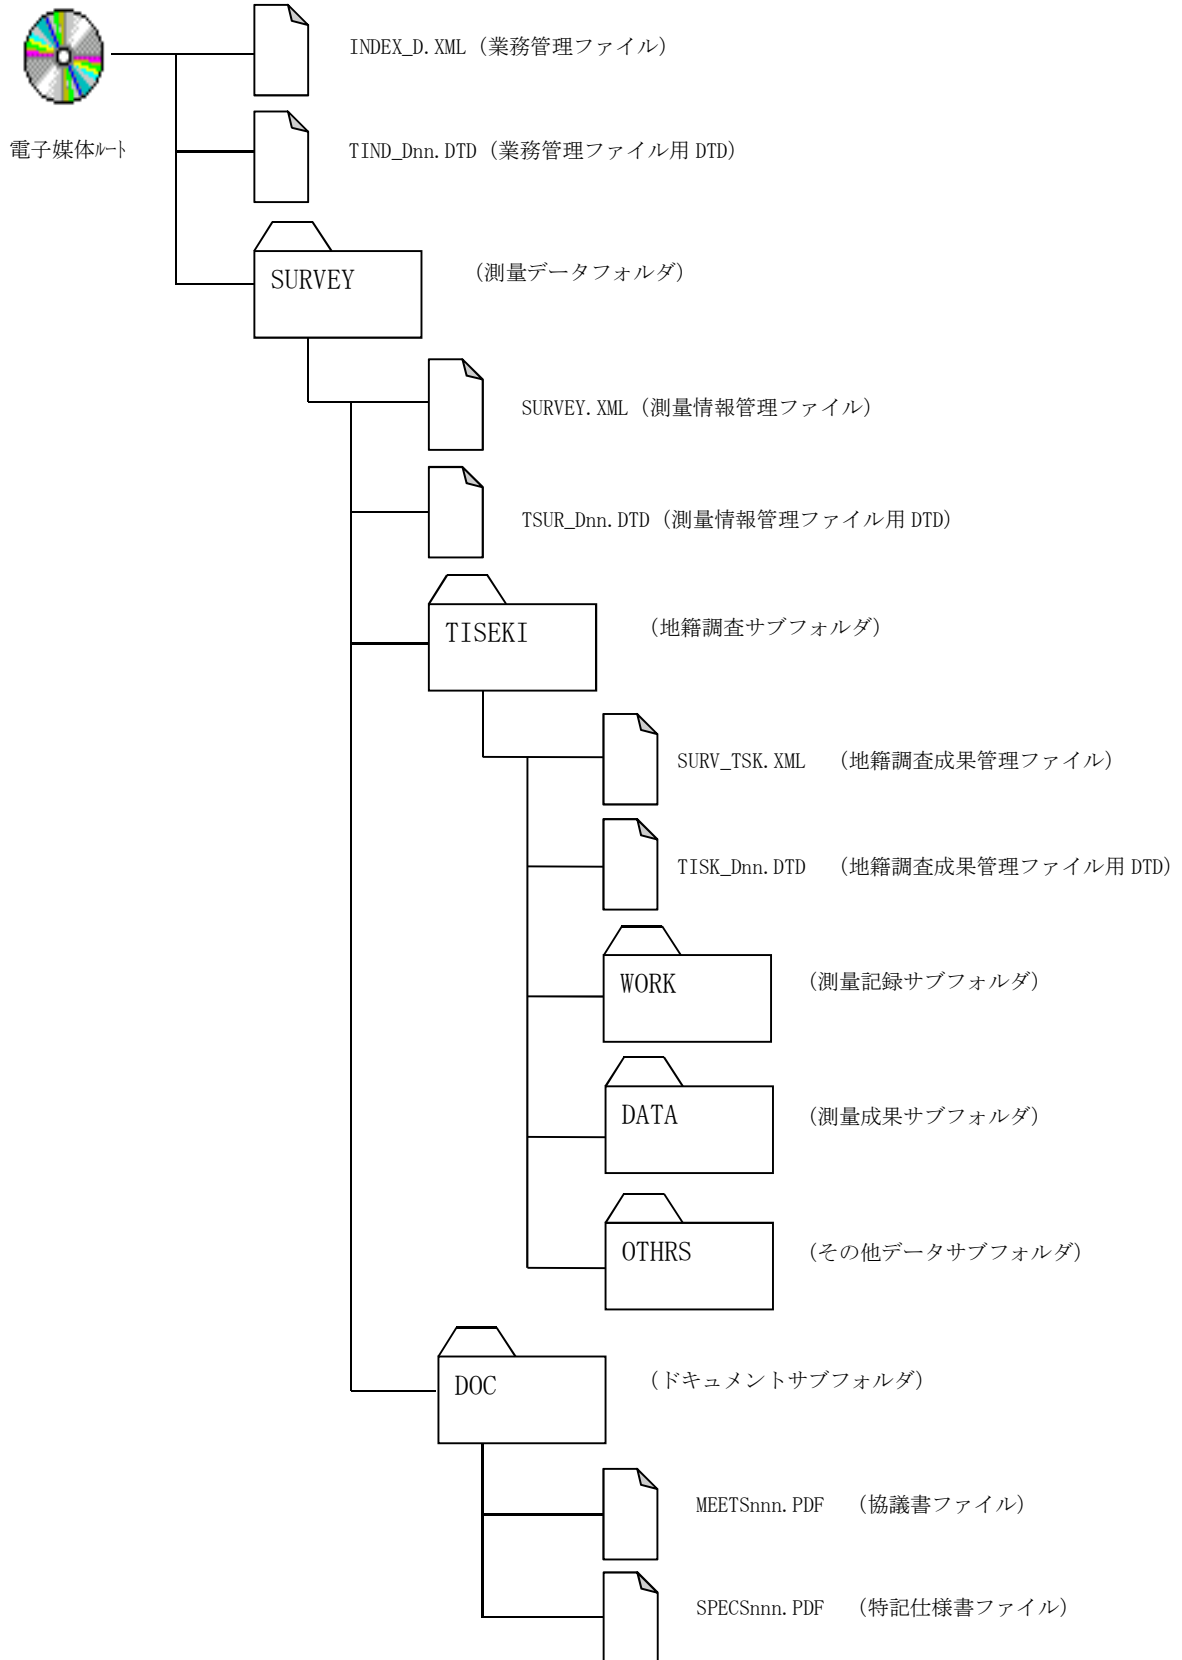 INDEX_D.XML（業務管理ファイル）
電子媒体ﾙｰﾄ
TIND_Dnn.DTD（業務管理ファイル用 DTD）
SURVEY
（測量データフォルダ）
SURVEY.XML（測量情報管理ファイル）
TSUR_Dnn.DTD（測量情報管理ファイル用 DTD）
TISEKI
（地籍調査サブフォルダ）
SURV_TSK.XML　（地籍調査成果管理ファイル）
TISK_Dnn.DTD　（地籍調査成果管理ファイル用 DTD）
WORK
（測量記録サブフォルダ）
DATA
（測量成果サブフォルダ）
OTHRS
（その他データサブフォルダ）
DOC
（ドキュメントサブフォルダ）
MEETSnnn.PDF　（協議書ファイル）
SPECSnnn.PDF　（特記仕様書ファイル）